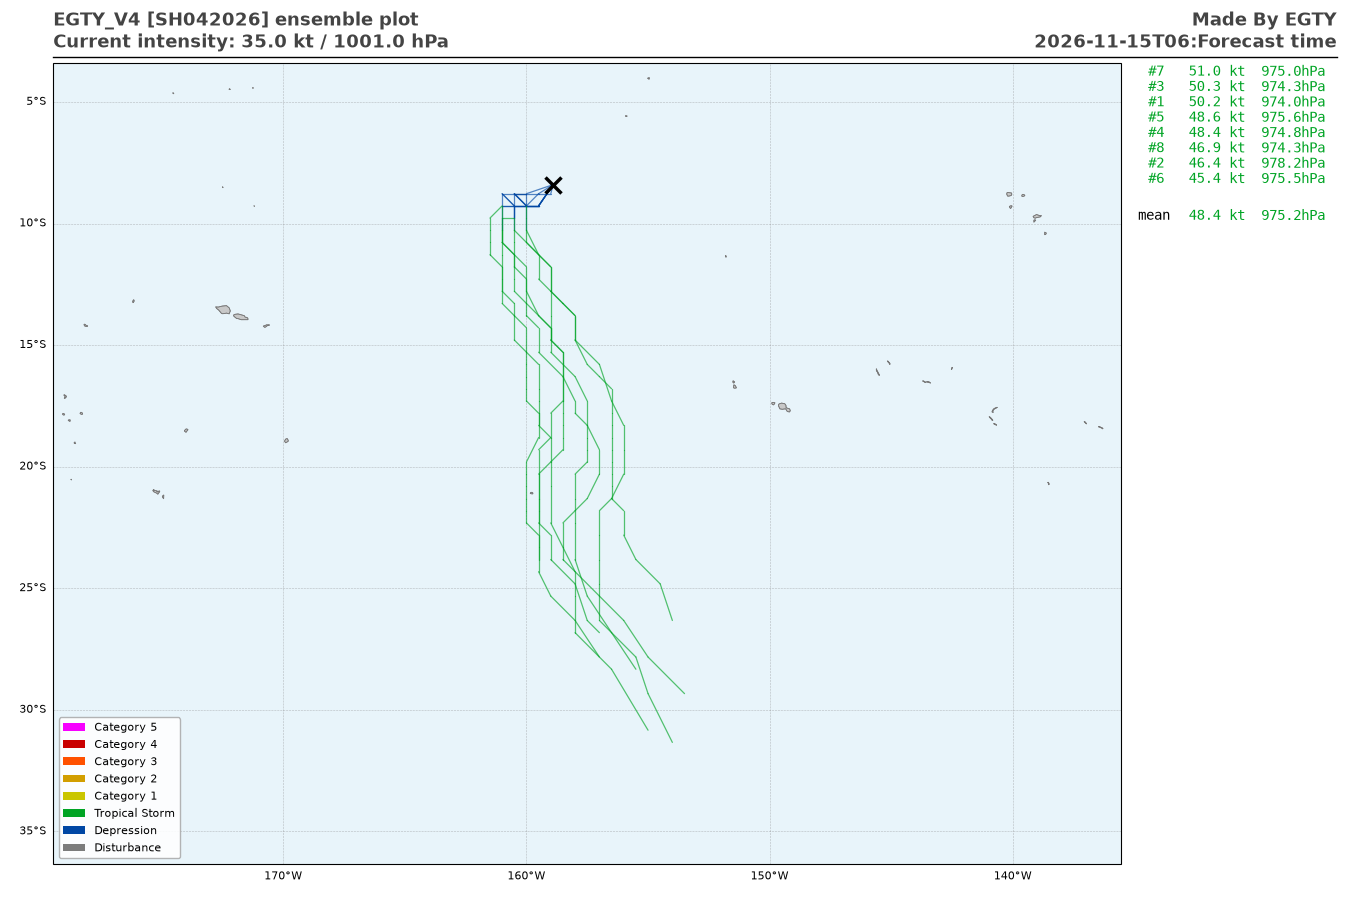 EGTY_V4 [SH042026] ensemble plot
Current intensity: 35.0 kt / 1001.0 hPa
Made By EGTY
2026-11-15T06:Forecast time
#7 51.0 kt 975.0hPa
#3 50.3 kt 974.3hPa
#1 50.2 kt 974.0hPa
#5 48.6 kt 975.6hPa
#4 48.4 kt 974.8hPa
#8 46.9 kt 974.3hPa
#2 46.4 kt 978.2hPa
#6 45.4 kt 975.5hPa
mean 48.4 kt 975.2hPa
5°S
10°S
15°S
20°S
25°S
30°S
35°S
Category 5
Category 4
Category 3
Category 2
Category 1
Tropical Storm
Depression
Disturbance
170°W 160°W 150°W 140°W